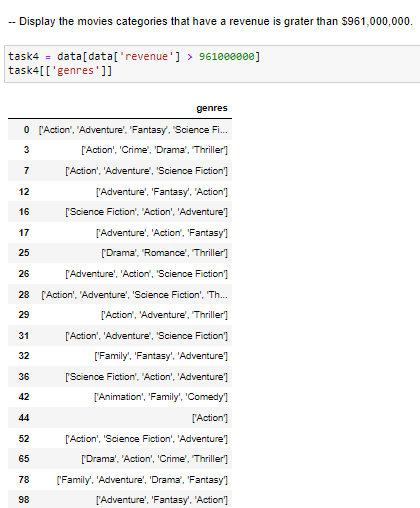 -- Display the movies categories that have a revenue is grater than $961,000,000.
task4 = data[data['revenue'] > 961000000]
task4[['genres']]
genres
0 ['Action', 'Adventure', 'Fantasy', 'Science Fi...
3 ['Action', 'Crime', 'Drama', 'Thriller']
7 ['Action', 'Adventure', 'Science Fiction']
12 ['Adventure', 'Fantasy', 'Action']
16 ['Science Fiction', 'Action', 'Adventure']
17 ['Adventure', 'Action', 'Fantasy']
25 ['Drama', 'Romance', 'Thriller']
26 ['Adventure', 'Action', 'Science Fiction']
28 ['Action', 'Adventure', 'Science Fiction', 'Th...
29 ['Action', 'Adventure', 'Thriller']
31 ['Action', 'Adventure', 'Science Fiction']
32 ['Family', 'Fantasy', 'Adventure']
36 ['Science Fiction', 'Action', 'Adventure']
42 ['Animation', 'Family', 'Comedy']
44 ['Action']
52 ['Action', 'Science Fiction', 'Adventure']
65 ['Drama', 'Action', 'Crime', 'Thriller']
78 ['Family', 'Adventure', 'Drama', 'Fantasy']
98 ['Adventure', 'Fantasy', 'Action']